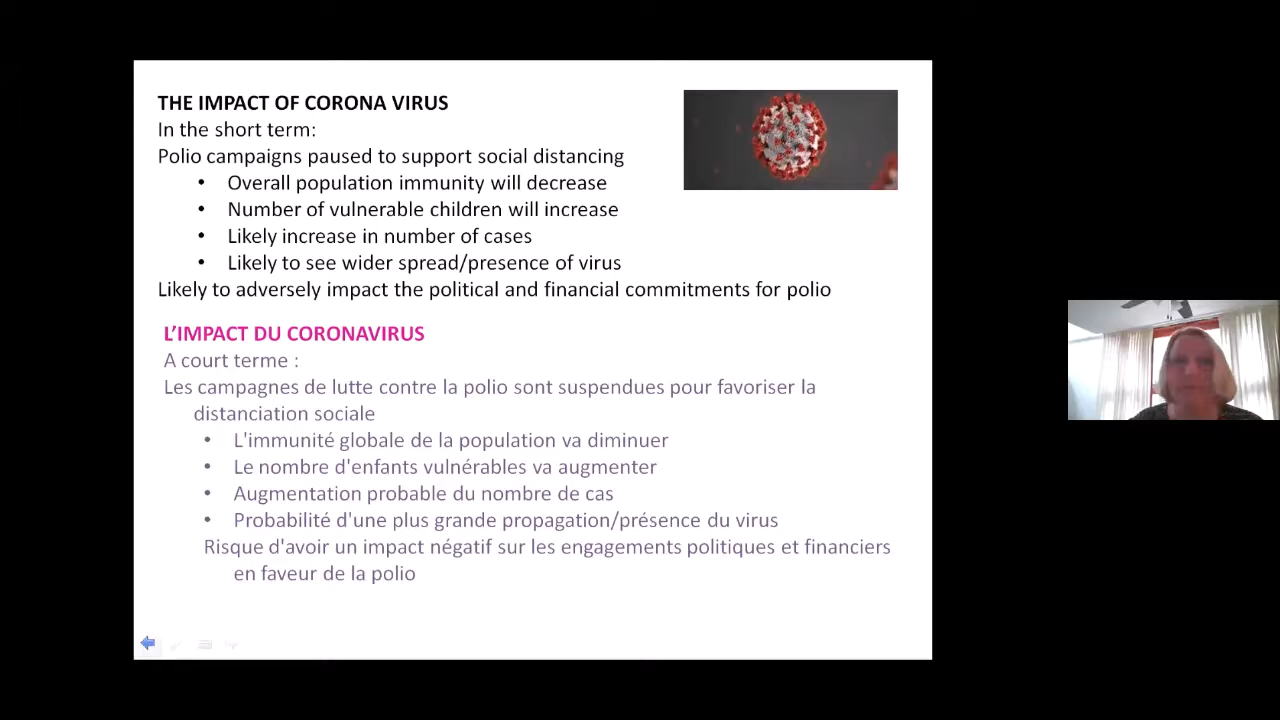 THE IMPACT OF CORONA VIRUS
In the short term:
Polio campaigns paused to support social distancing
• Overall population immunity will decrease
• Number of vulnerable children will increase
• Likely increase in number of cases
• Likely to see wider spread/presence of virus
Likely to adversely impact the political and financial commitments for polio
L’IMPACT DU CORONAVIRUS
A court terme :
Les campagnes de lutte contre la polio sont suspendues pour favoriser la
distanciation sociale
• L'immunité globale de la population va diminuer
• Le nombre d'enfants vulnérables va augmenter
• Augmentation probable du nombre de cas
• Probabilité d'une plus grande propagation/présence du virus
Risque d'avoir un impact négatif sur les engagements politiques et financiers
en faveur de la polio